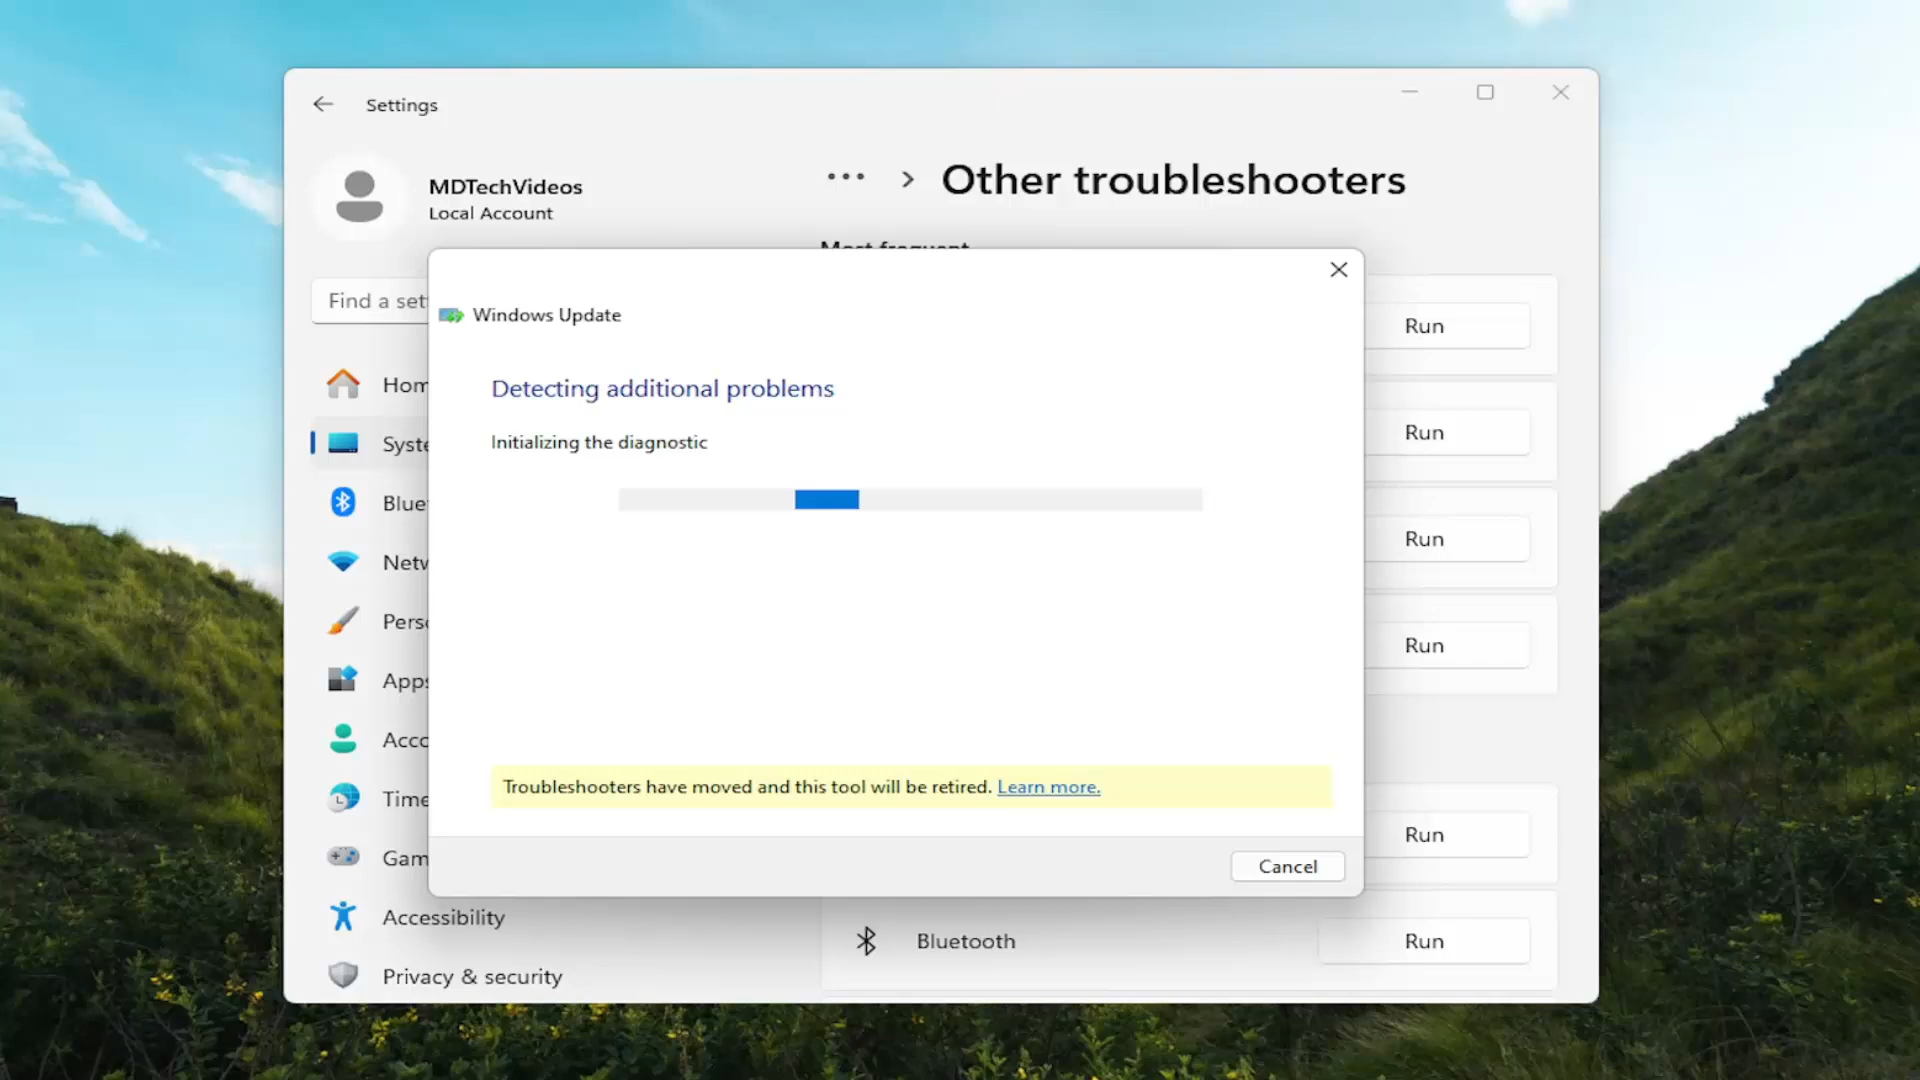 Settings
MDTechVideos
Local Account
Other troubleshooters
Most frequent
Find a set
Windows Update
Run
Detecting additional problems
Hom
Initializing the diagnostic
Syste
Run
Blue
Run
Netw
Perso
Run
Apps
Acco
Troubleshooters have moved and this tool will be retired. Learn more.
Time
Run
Gam
Cancel
Accessibility
Bluetooth
Run
Privacy & security